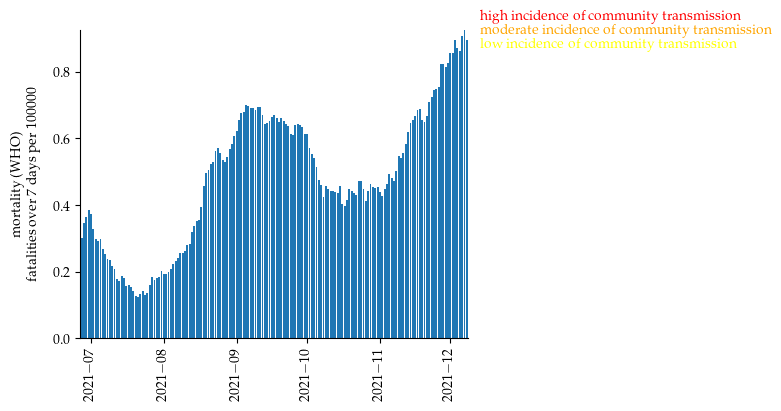 high incidence of community transmission
moderate incidence of community transmission
low incidence of community transmission
mortality (WHO)
fatalities over 7 days per 100000
0.8
0.6
0.4
0.2
0.0
2021−07
2021−08
2021−09
2021−10
2021−11
2021−12